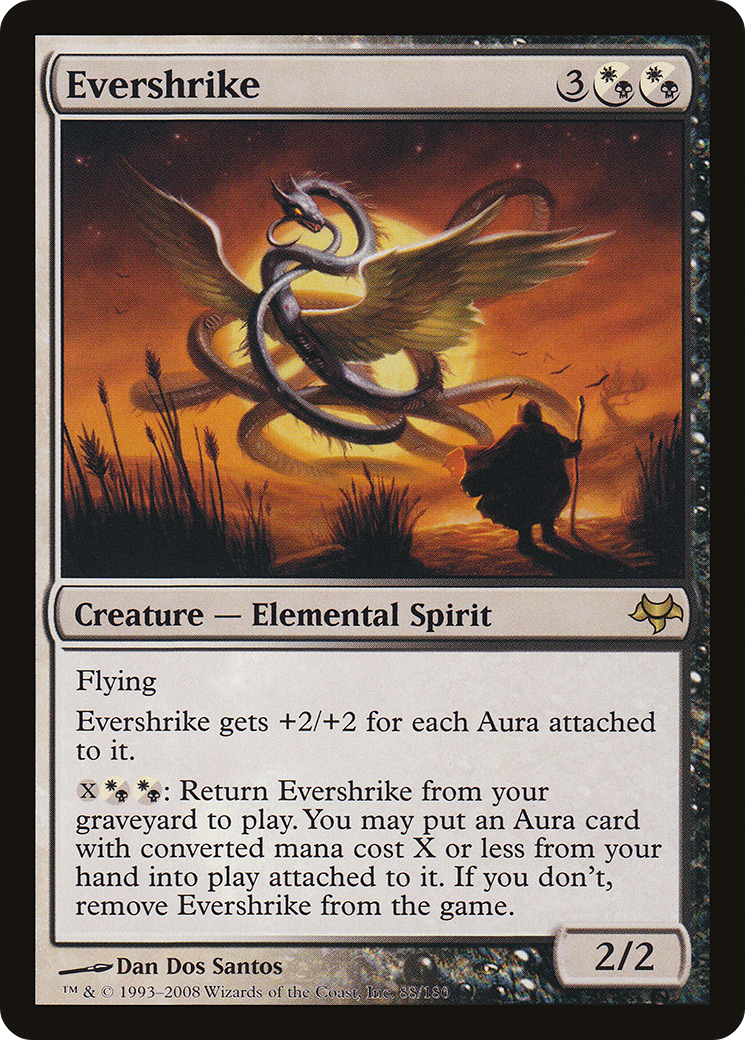 Evershrike 3
Creature — Elemental Spirit
Flying
Evershrike gets +2/+2 for each Aura attached
to it.
X : Return Evershrike from your
graveyard to play. You may put an Aura card
with converted mana cost X or less from your
hand into play attached to it. If you don't,
remove Evershrike from the game.
2/2
Dan Dos Santos
™ & © 1993–2008 Wizards of the Coast, Inc. 88/180